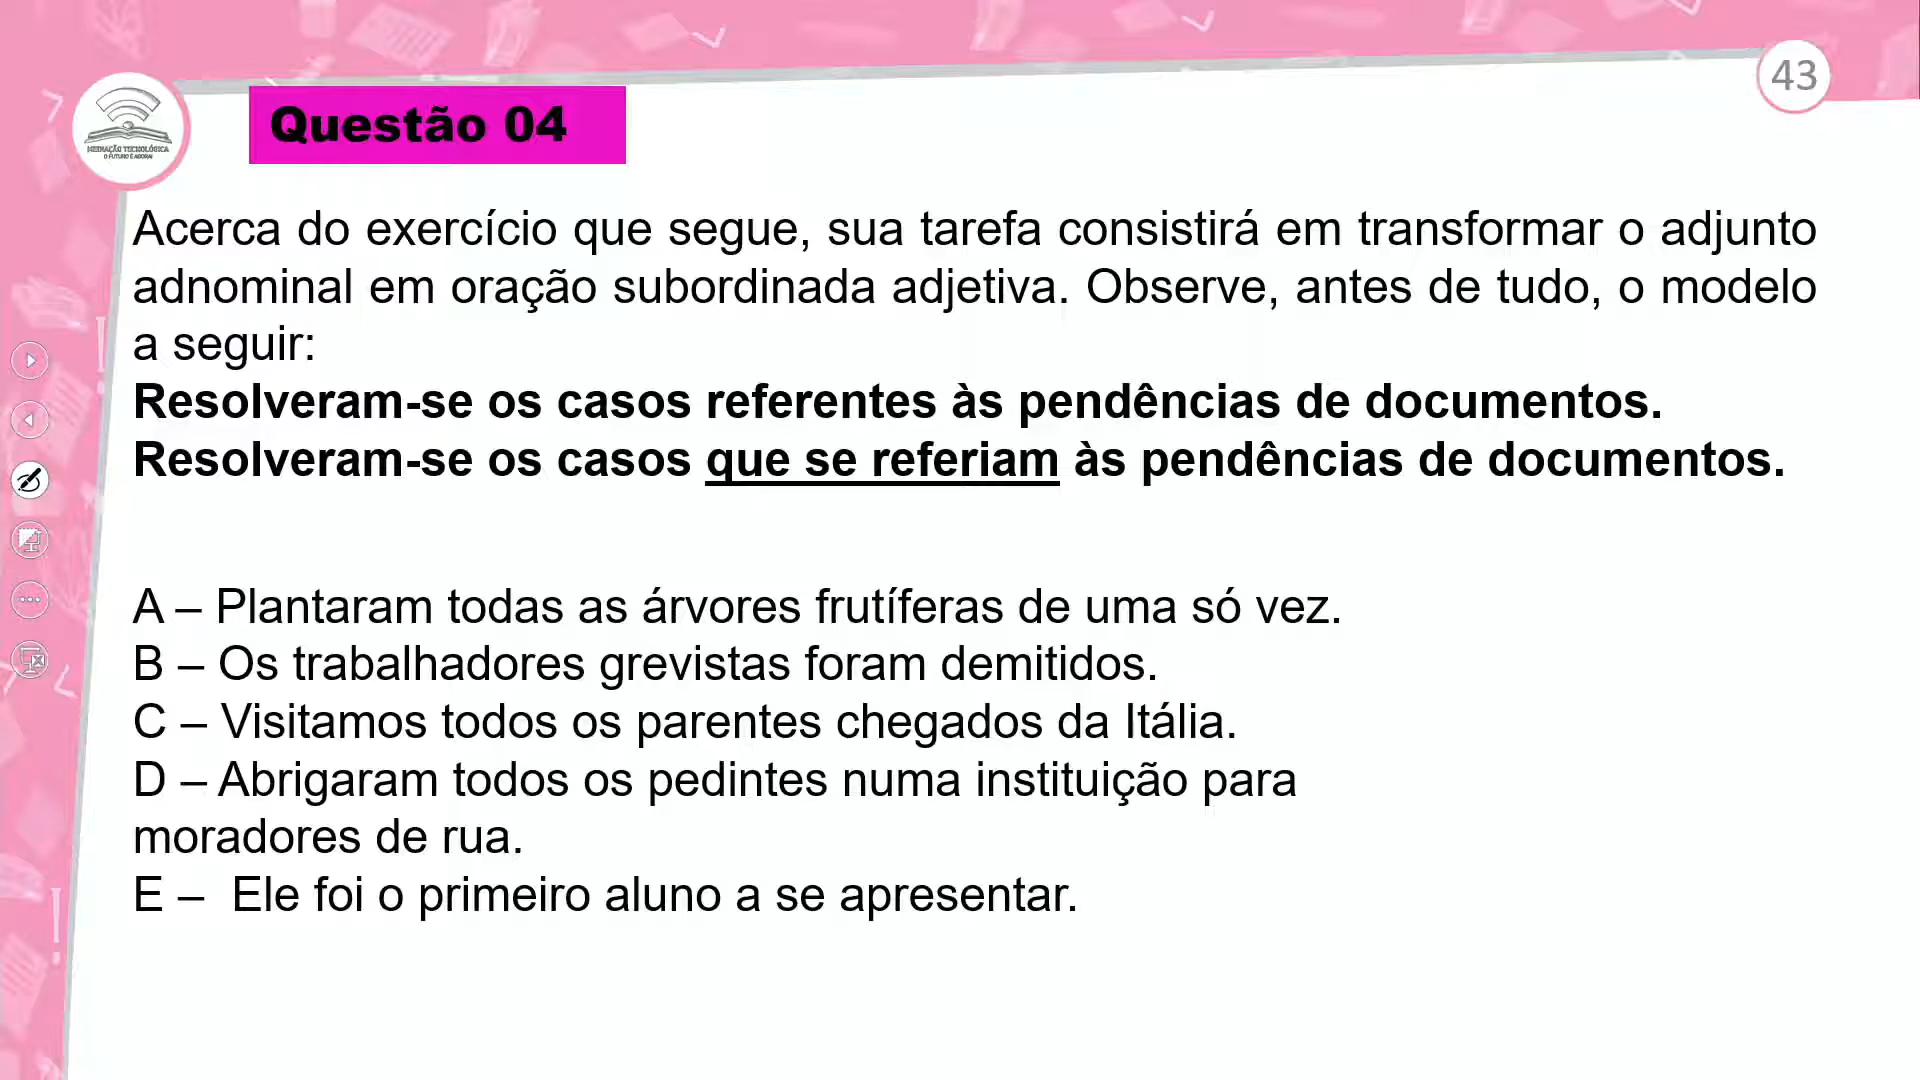 43
MEDIAÇÃO TECNOLÓGICA
O FUTURO É AGORA!
Questão 04
Acerca do exercício que segue, sua tarefa consistirá em transformar o adjunto
adnominal em oração subordinada adjetiva. Observe, antes de tudo, o modelo
a seguir:
Resolveram-se os casos referentes às pendências de documentos.
Resolveram-se os casos que se referiam às pendências de documentos.
A – Plantaram todas as árvores frutíferas de uma só vez.
B – Os trabalhadores grevistas foram demitidos.
C – Visitamos todos os parentes chegados da Itália.
D – Abrigaram todos os pedintes numa instituição para
moradores de rua.
E – Ele foi o primeiro aluno a se apresentar.